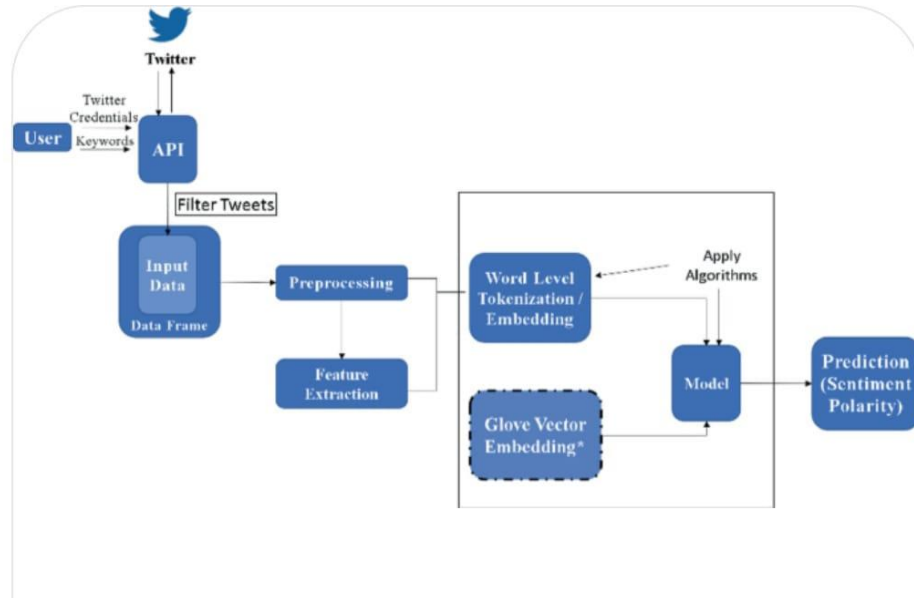 Twitter
Twitter
Credentials
User
Keywords
API
Filter Tweets
Input
Data
Data Frame
Preprocessing
Feature
Extraction
Word Level
Tokenization /
Embedding
Apply
Algorithms
Glove Vector
Embedding*
Model
Prediction
(Sentiment
Polarity)